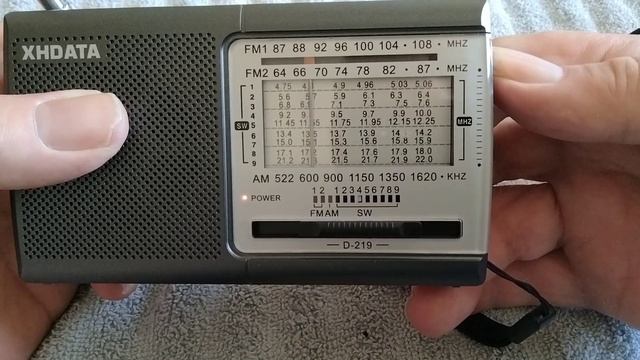 XHDATA
FM1 87 88 92 96 100 104 • 108 • MHZ
FM2 64 66 70 74 78 82 • 87 • MHZ
1 4.75 4.9 4.96 5.03 5.06
2 5.6 5.7 5.9 6.1 6.3 6.4
3 6.8 7.1 7.3 7.5 7.6
4 9.2 9.5 9.7 9.9 10.0
5 11.45 11.75 11.95 12.15 12.25
6 13.4 13.5 13.7 13.9 14 14.2
7 15.0 15.3 15.6 15.8 15.9
8 17.1 17.2 17.4 17.6 17.9 18.0
9 21.2 21.5 21.7 21.9 22.0
SW MHZ
AM 522 600 900 1150 1350 1620 • KHZ
POWER
1 2 1 2 3 4 5 6 7 8 9
FM AM SW
D-219